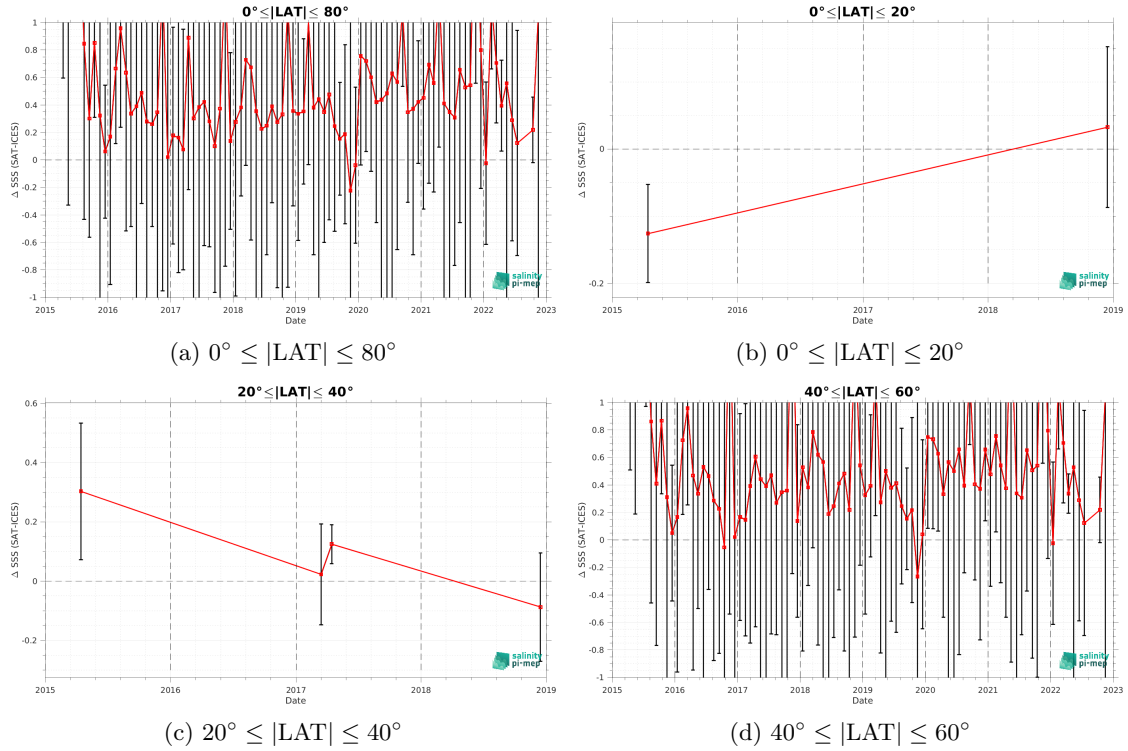 0°≤|LAT|≤ 80°
1
0.8
0.6
0.4
0.2
0
-0.2
-0.4
-0.6
-0.8
-1
Δ SSS (SAT-ICES)
2015 2016 2017 2018 2019 2020 2021 2022 2023
Date
salinity
pi-mep
(a) 0° ≤ |LAT| ≤ 80°
0°≤|LAT|≤ 20°
0
-0.2
Δ SSS (SAT-ICES)
2015 2016 2017 2018 2019
Date
salinity
pi-mep
(b) 0° ≤ |LAT| ≤ 20°
20°≤|LAT|≤ 40°
0.6
0.4
0.2
0
-0.2
Δ SSS (SAT-ICES)
2015 2016 2017 2018 2019
Date
salinity
pi-mep
(c) 20° ≤ |LAT| ≤ 40°
40°≤|LAT|≤ 60°
1
0.8
0.6
0.4
0.2
0
-0.2
-0.4
-0.6
-0.8
-1
Δ SSS (SAT-ICES)
2015 2016 2017 2018 2019 2020 2021 2022 2023
Date
salinity
pi-mep
(d) 40° ≤ |LAT| ≤ 60°